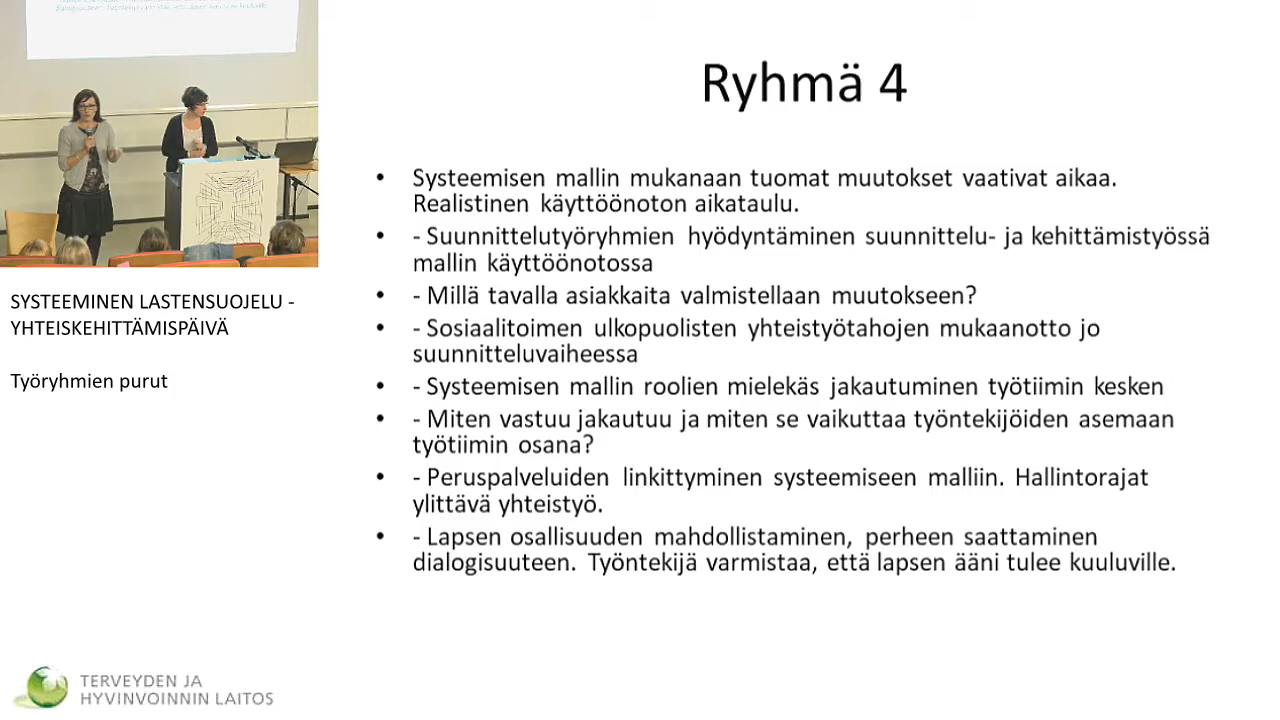 Ryhmä 4
• Systeemisen mallin mukanaan tuomat muutokset vaativat aikaa.
Realistinen käyttöönoton aikataulu.
• - Suunnittelutyöryhmien hyödyntäminen suunnittelu- ja kehittämistyössä
mallin käyttöönotossa
• - Millä tavalla asiakkaita valmistellaan muutokseen?
• - Sosiaalitoimen ulkopuolisten yhteistyötahojen mukaanotto jo
suunnitteluvaiheessa
• - Systeemisen mallin roolien mielekäs jakautuminen työtiimin kesken
• - Miten vastuu jakautuu ja miten se vaikuttaa työntekijöiden asemaan
työtiimin osana?
• - Peruspalveluiden linkittyminen systeemiseen malliin. Hallintorajat
ylittävä yhteistyö.
• - Lapsen osallisuuden mahdollistaminen, perheen saattaminen
dialogisuuteen. Työntekijä varmistaa, että lapsen ääni tulee kuuluville.
SYSTEEMINEN LASTENSUOJELU -
YHTEISKEHITTÄMISPÄIVÄ
Työryhmien purut
TERVEYDEN JA
HYVINVOINNIN LAITOS